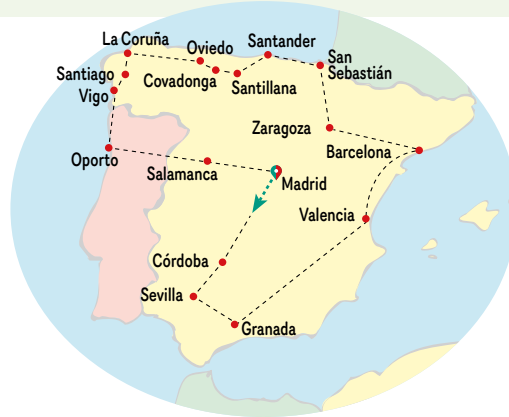 La Coruña
Oviedo
Santander
San
Sebastián
Santiago
Covadonga
Santillana
Vigo
Zaragoza
Barcelona
Oporto
Salamanca
Madrid
Valencia
Córdoba
Sevilla
Granada